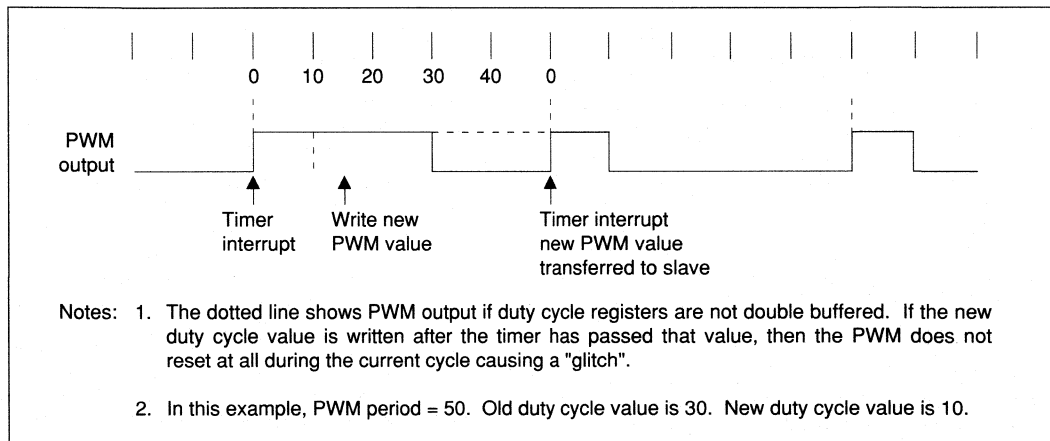 0 10 20 30 40 0
PWM
output
Timer
interrupt
Write new
PWM value
Timer interrupt
new PWM value
transferred to slave
Notes: 1. The dotted line shows PWM output if duty cycle registers are not double buffered. If the new
duty cycle value is written after the timer has passed that value, then the PWM does not
reset at all during the current cycle causing a "glitch".
2. In this example, PWM period = 50. Old duty cycle value is 30. New duty cycle value is 10.